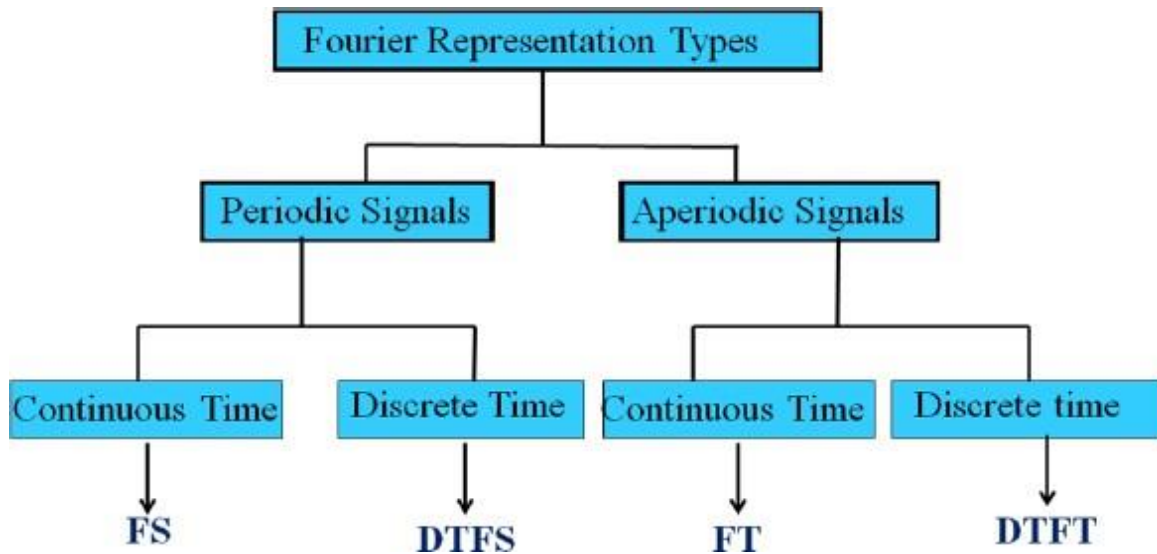 Fourier Representation Types
Periodic Signals
Aperiodic Signals
Continuous Time
Discrete Time
Continuous Time
Discrete time
FS
DTFS
FT
DTFT